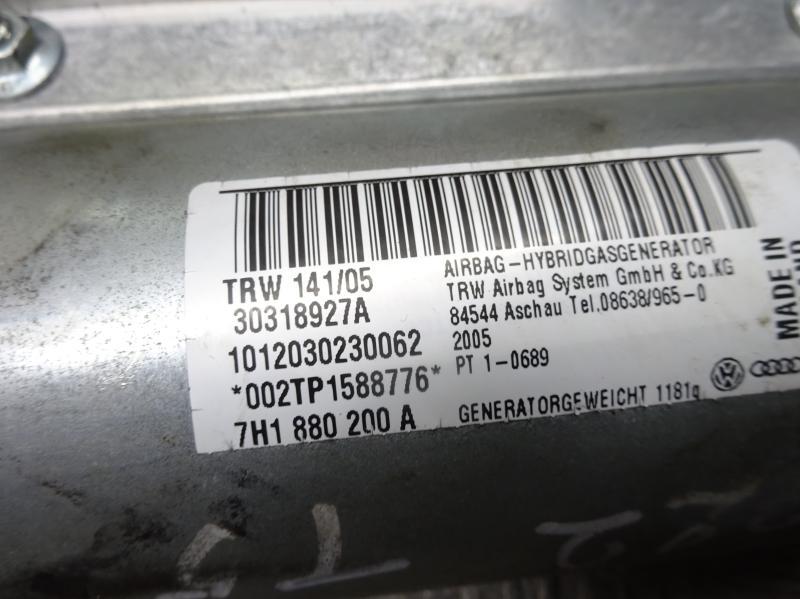 TRW 141/05
30318927A
1012030230062
*002TP1588776*
7H1 880 200 A
AIRBAG-HYBRIDGASGENERATOR
TRW Airbag System GmbH & Co.KG
84544 Aschau Tel.08638/965-0
2005
PT 1-0689
GENERATORGEWEICHT 1181g
MADE IN